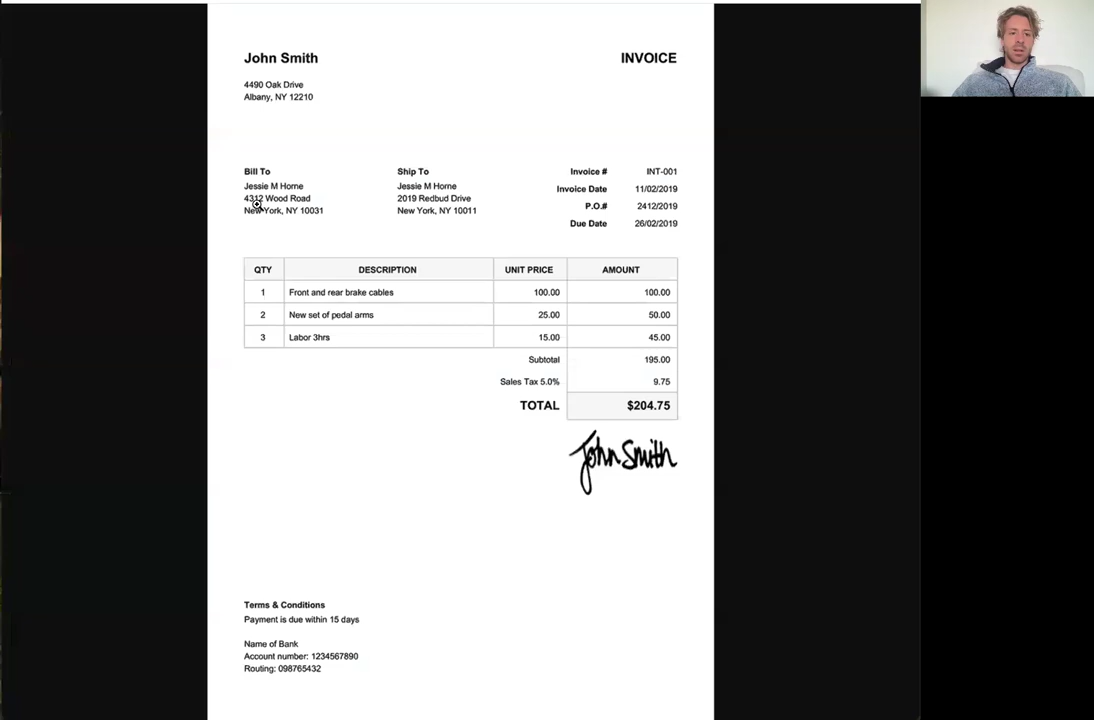 John Smith
INVOICE
4490 Oak Drive
Albany, NY 12210
Bill To
Jessie M Horne
4312 Wood Road
New York, NY 10031
Ship To
Jessie M Horne
2019 Redbud Drive
New York, NY 10011
Invoice # INT-001
Invoice Date 11/02/2019
P.O.# 2412/2019
Due Date 26/02/2019
QTY DESCRIPTION UNIT PRICE AMOUNT
1 Front and rear brake cables 100.00 100.00
2 New set of pedal arms 25.00 50.00
3 Labor 3hrs 15.00 45.00
Subtotal 195.00
Sales Tax 5.0% 9.75
TOTAL $204.75
John Smith
Terms & Conditions
Payment is due within 15 days
Name of Bank
Account number: 1234567890
Routing: 098765432